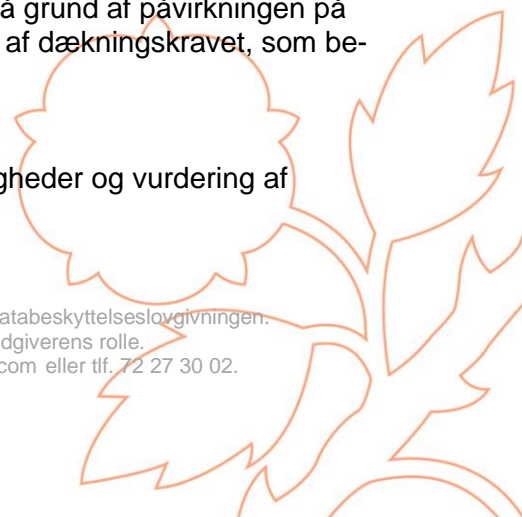 å grund af påvirkningen på
af dækningskravet, som be-
gheder og vurdering af
atabeskyttelseslovgivningen.
dgiverens rolle.
com eller tlf. 72 27 30 02.